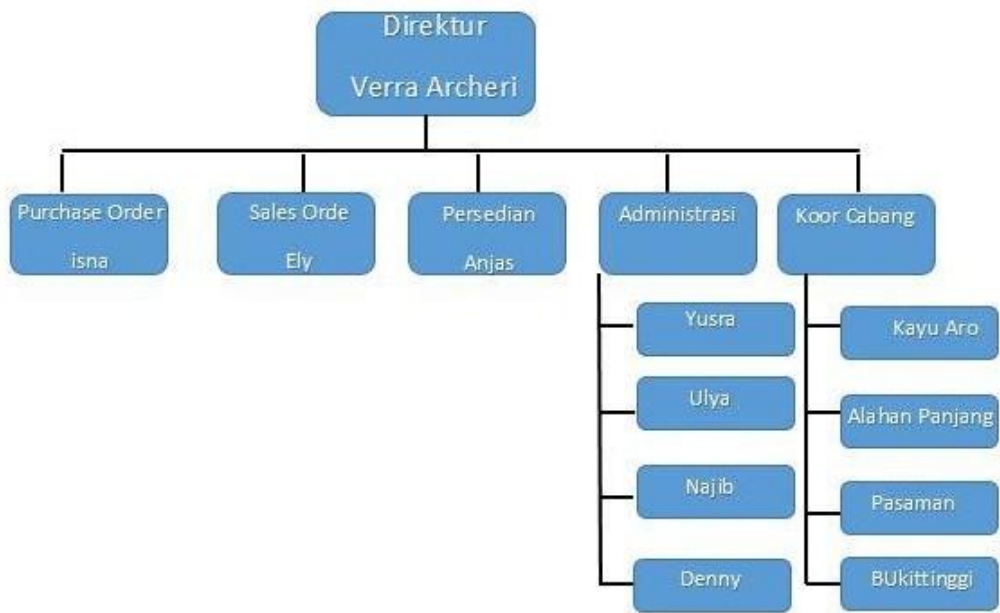 Direktur
Verra Archeri
Purchase Order
isna
Sales Orde
Ely
Persedian
Anjas
Administrasi
Koor Cabang
Yusra
Ulya
Najib
Denny
Kayu Aro
Alahan Panjang
Pasaman
BUkittinggi